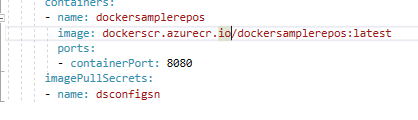 containers:
- name: dockersamplerepos
image: dockerscr.azurecr.io/dockersamplerepos:latest
ports:
- containerPort: 8080
imagePullSecrets:
- name: dsconfigsn